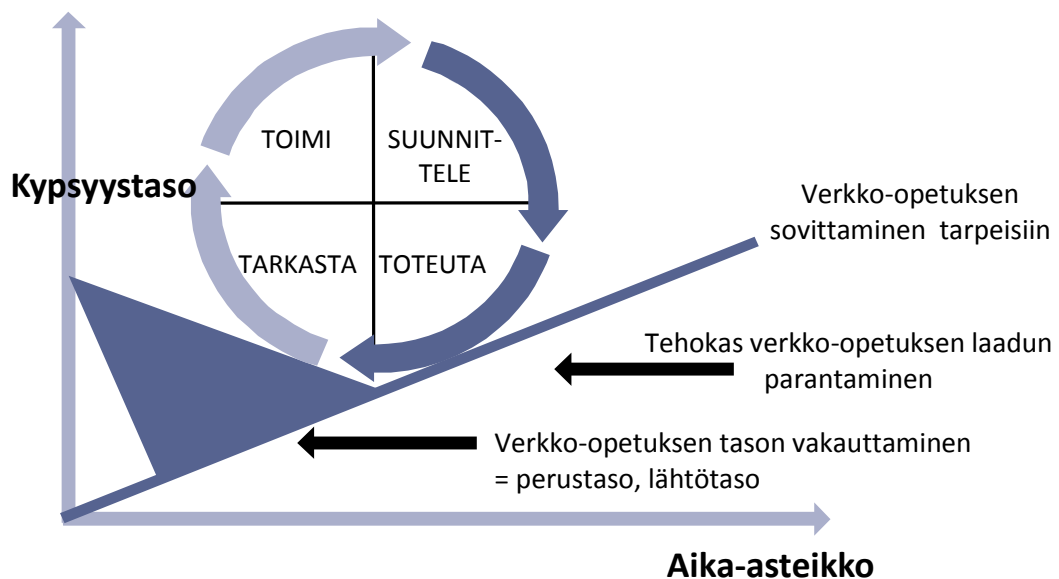 TOIMI
SUUNNIT-
TELE
Kypsyystaso
TARKASTA
TOTEUTA
Verkko-opetuksen
sovittaminen tarpeisiin
Tehokas verkko-opetuksen laadun
parantaminen
Verkko-opetuksen tason vakauttaminen
= perustaso, lähtötaso
Aika-asteikko